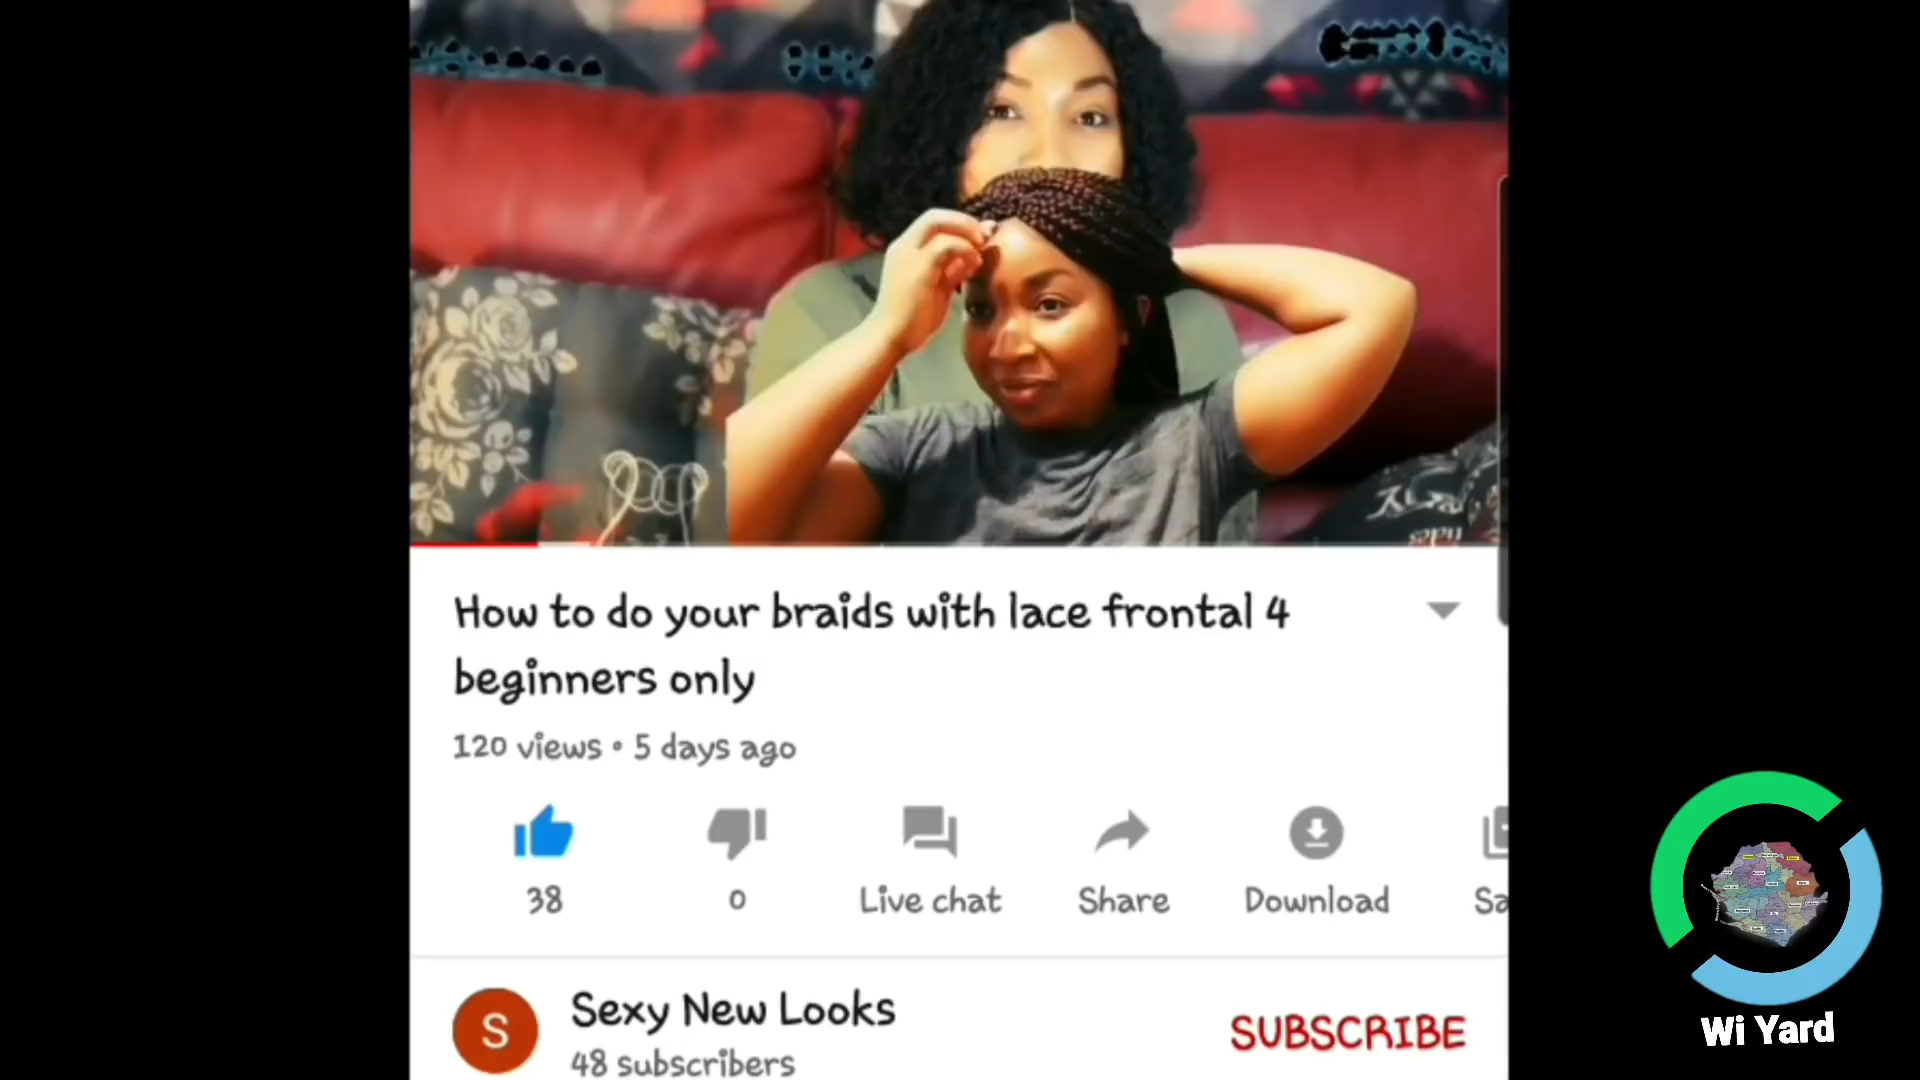 How to do your braids with lace frontal 4
beginners only
120 views • 5 days ago
38
0
Live chat
Share
Download
Sa
S
Sexy New Looks
SUBSCRIBE
48 subscribers
Wi Yard